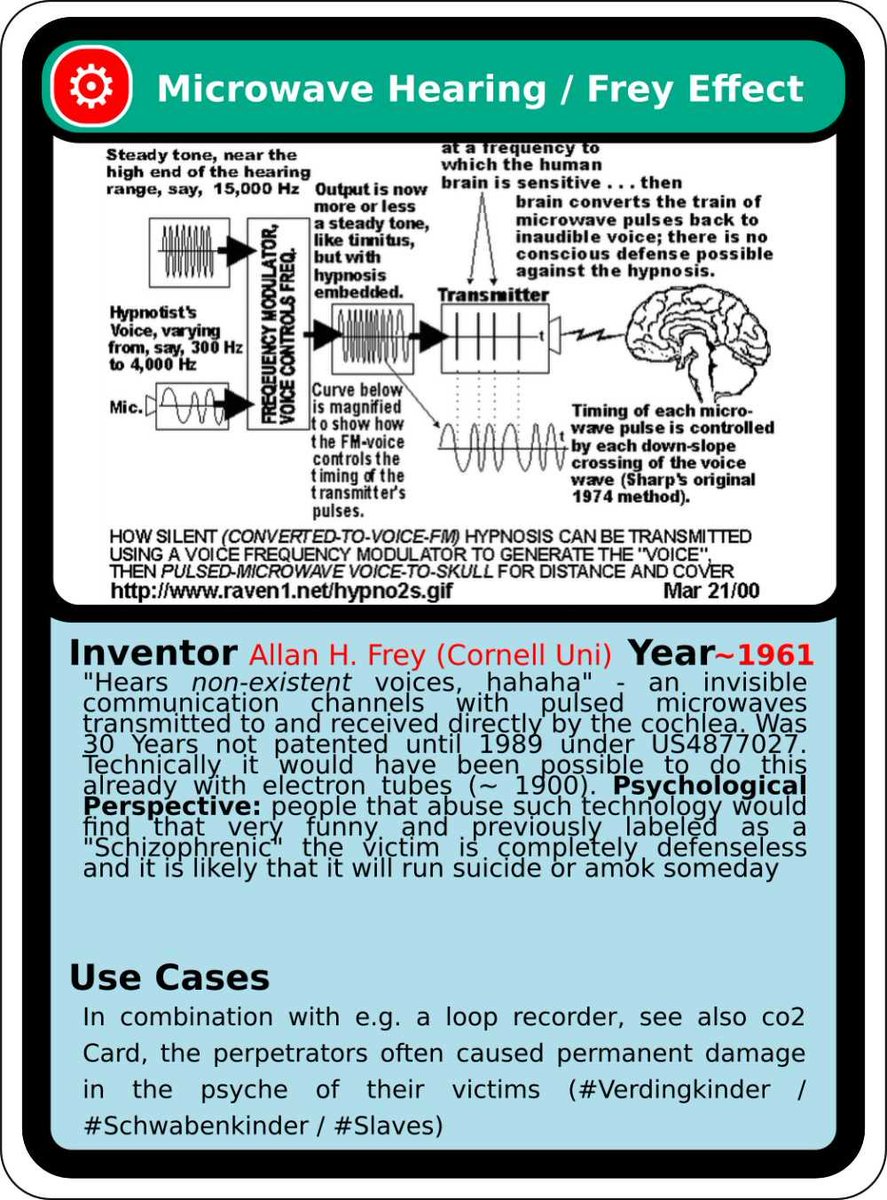 Microwave Hearing / Frey Effect
Steady tone, near the
high end of the hearing
range, say, 15,000 Hz
Output is now
more or less
a steady tone,
like tinnitus,
but with
hypnosis
embedded.
at a frequency to
which the human
brain is sensitive . . . then
brain converts the train of
microwave pulses back to
inaudible voice; there is no
conscious defense possible
against the hypnosis.
Hypnotist's
Voice, varying
from, say, 300 Hz
to 4,000 Hz
Mic.
FREQEUENCY MODULATOR,
VOICE CONTROLS FREQ.
Transmitter
t
Curve below
is magnified
to show how
the FM-voice
controls the
timing of the
transmitter's
pulses.
t
Timing of each micro-
wave pulse is controlled
by each down-slope
crossing of the voice
wave (Sharp's original
1974 method).
HOW SILENT (CONVERTED-TO-VOICE-FM) HYPNOSIS CAN BE TRANSMITTED
USING A VOICE FREQUENCY MODULATOR TO GENERATE THE "VOICE",
THEN PULSED-MICROWAVE VOICE-TO-SKULL FOR DISTANCE AND COVER
http://www.raven1.net/hypno2s.gif Mar 21/00
Inventor Allan H. Frey (Cornell Uni) Year~1961
"Hears non-existent voices, hahaha" - an invisible
communication channels with pulsed microwaves
transmitted to and received directly by the cochlea. Was
30 Years not patented until 1989 under US4877027.
Technically it would have been possible to do this
already with electron tubes (~ 1900). Psychological
Perspective: people that abuse such technology would
find that very funny and previously labeled as a
"Schizophrenic" the victim is completely defenseless
and it is likely that it will run suicide or amok someday
Use Cases
In combination with e.g. a loop recorder, see also co2
Card, the perpetrators often caused permanent damage
in the psyche of their victims (#Verdingkinder /
#Schwabenkinder / #Slaves)